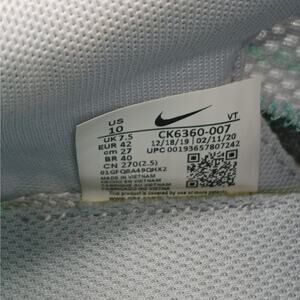 US
10
UK 7.5
EUR 42
cm 27
BR 40
CN 270(2.5)
01GFQBA49QHX2
MADE IN VIETNAM
VT
CK6360-007
12/18/19 02/11/20
UPC 00193657807242